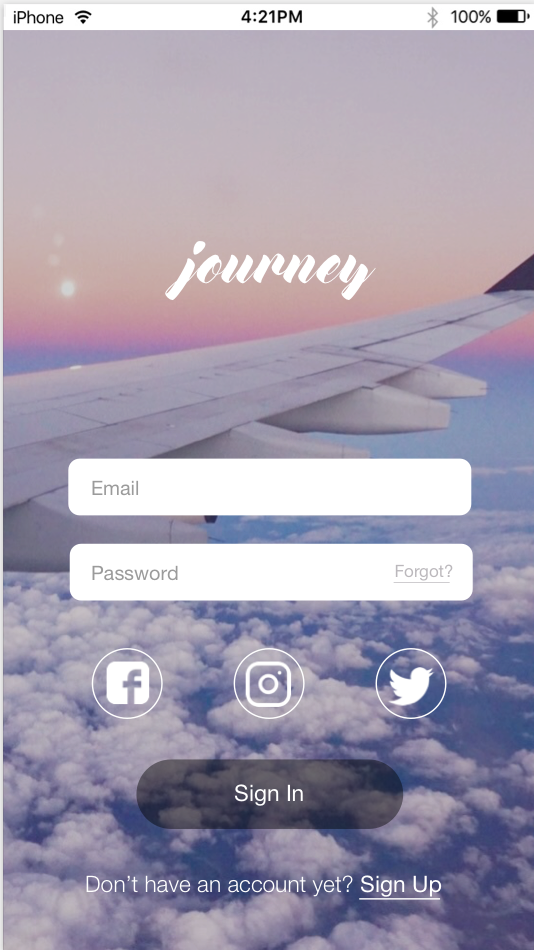 iPhone 4:21PM 100%
journey
Email
Password Forgot?
Sign In
Don’t have an account yet? Sign Up